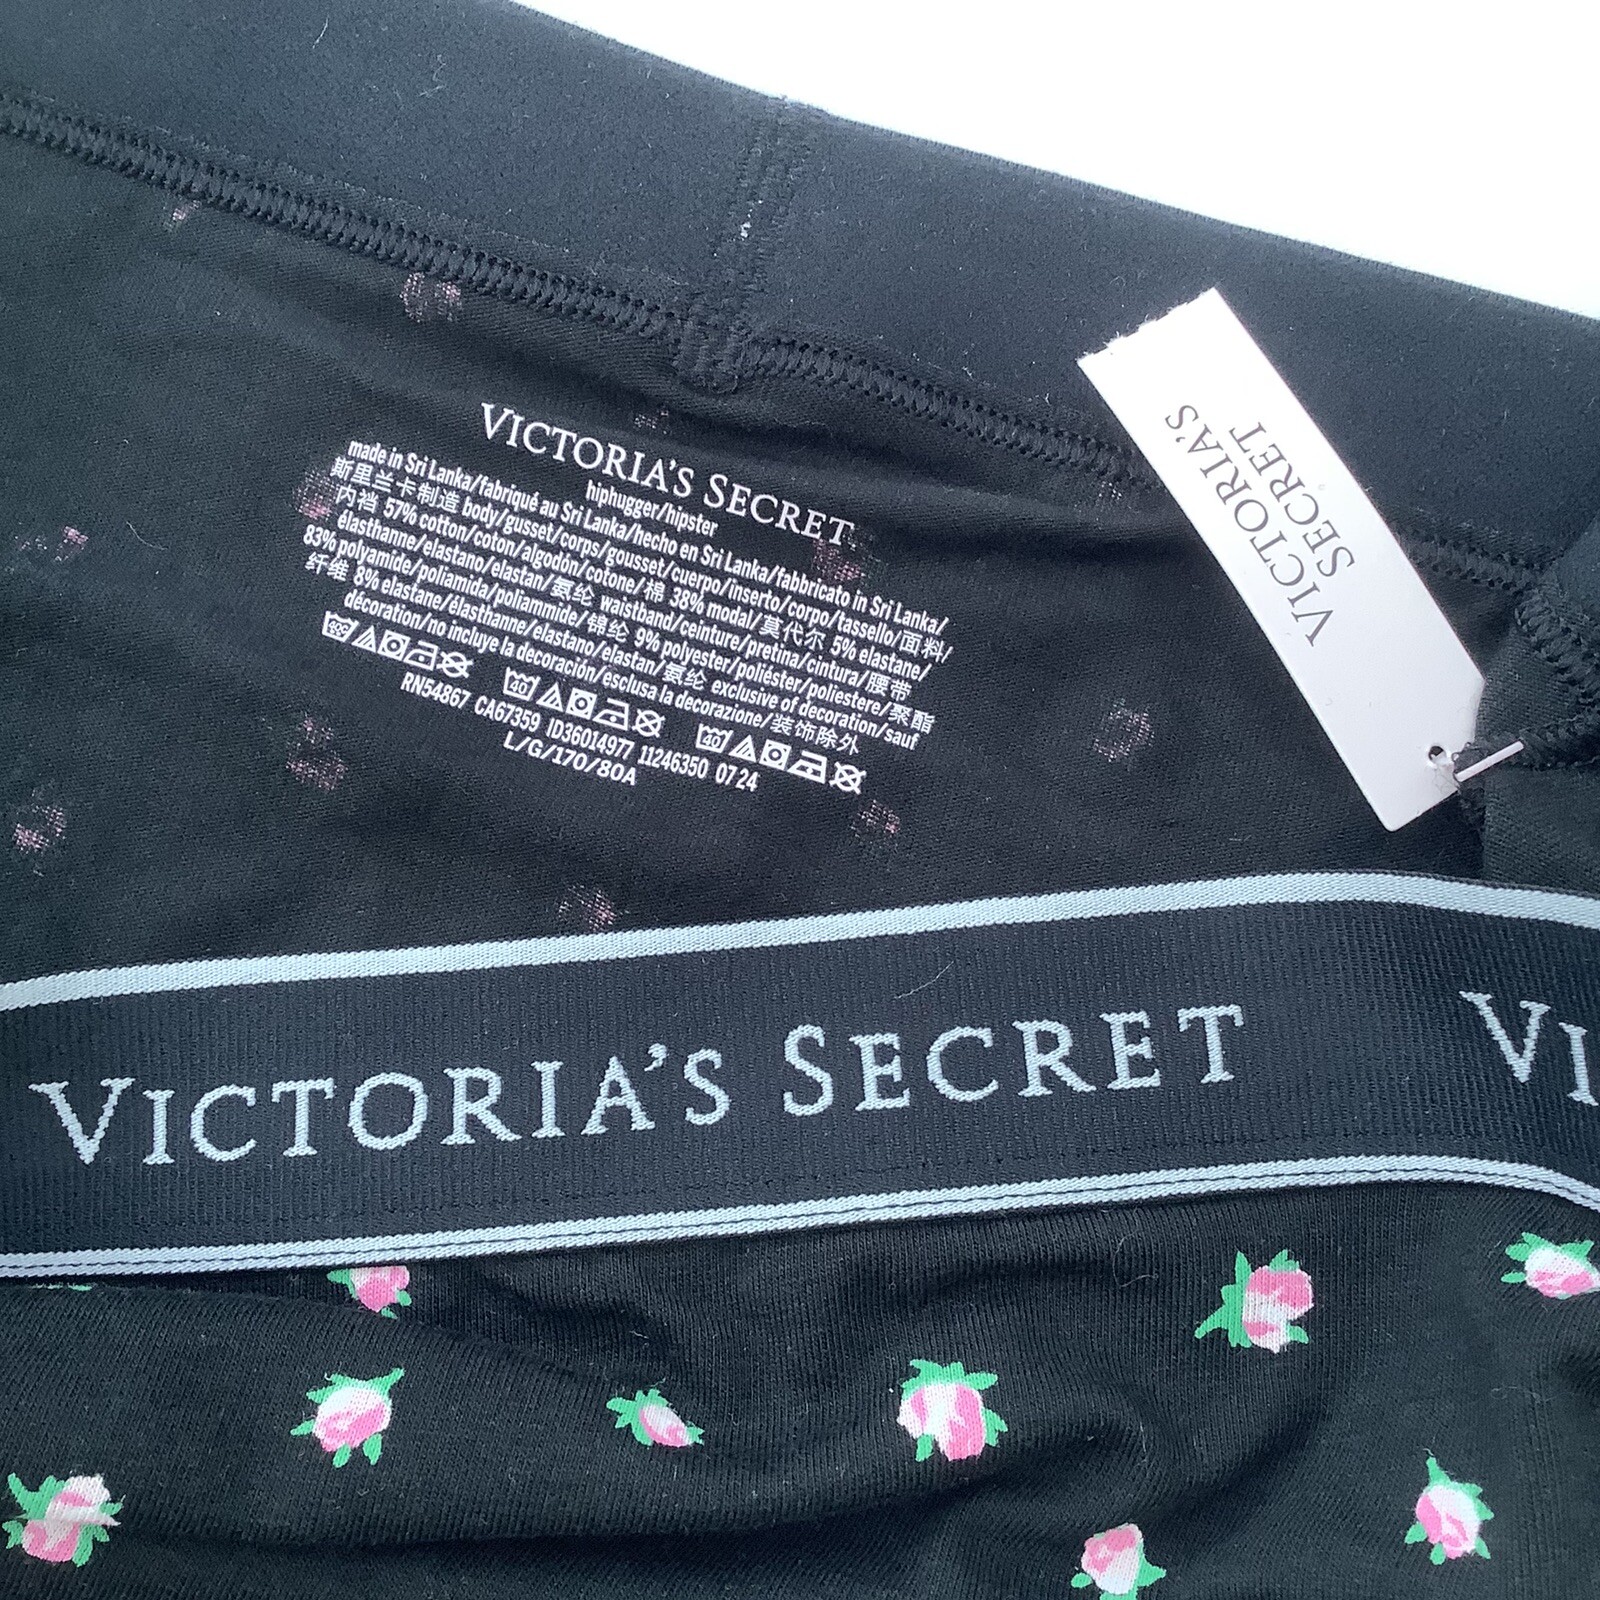 VICTORIA'S SECRET
hiphugger/hipster
made in Sri Lanka/fabriqué au Sri Lanka/hecho en Sri Lanka/fabbricato in Sri Lanka/
斯里兰卡制造 body/gusset/corps/gousset/cuerpo/inserto/corpo/tassello/面料/
内裆 57% cotton/coton/algodón/cotone/棉 38% modal/莫代尔 5% elastane/
élasthanne/elastano/elastan/氨纶 waistband/ceinture/pretina/cintura/腰带
83% polyamide/poliamida/poliammide/锦纶 9% polyester/poliéster/poliestere/聚酯
纤维 8% elastane/élasthanne/elastano/elastan/氨纶 exclusive of decoration/sauf
décoration/no incluye la decoración/esclusa la decorazione/装饰除外
40 40
RN54867 CA67359 ID36014977 11246350 07 24
L/G/170/80A
VICTORIA'S
SECRET
VICTORIA'S SECRET VI